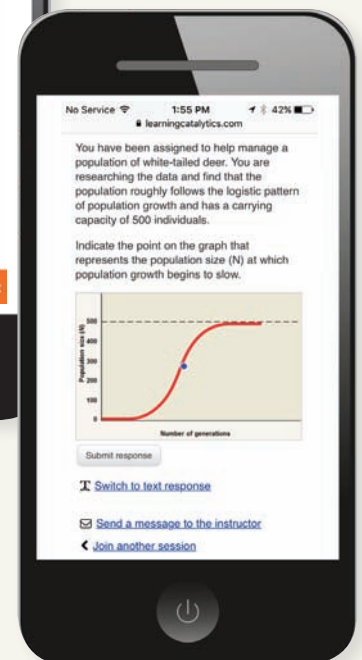 No Service 1:55 PM 42%
learningcatalytics.com
You have been assigned to help manage a
population of white-tailed deer. You are
researching the data and find that the
population roughly follows the logistic pattern
of population growth and has a carrying
capacity of 500 individuals.
Indicate the point on the graph that
represents the population size (N) at which
population growth begins to slow.
Population size (N)
500
400
300
200
100
0
Number of generations
Submit response
T Switch to text response
Send a message to the instructor
Join another session